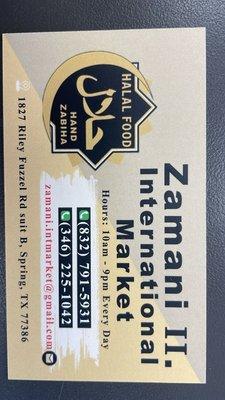 HALAL FOOD
حلال
HAND
ZABIHA
Zamani II.
International
Market
Hours: 10am - 9pm Every Day
(832) 791-5931
(346) 225-1042
zamani.intmarket@gmail.com
1827 Riley Fuzzel Rd suit B, Spring, TX 77386